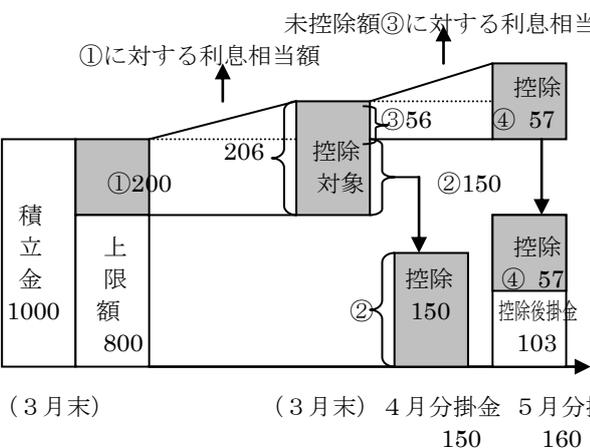 未控除額③に対する利息相当
①に対する利息相当額
控除
④ 57
③56
206
控除
対象
①200
②150
積
立
金
1000
上
限
額
800
控除
150
②
控除
④ 57
控除後掛金
103
（３月末）
（３月末）
４月分掛金
５月分掛
150
160